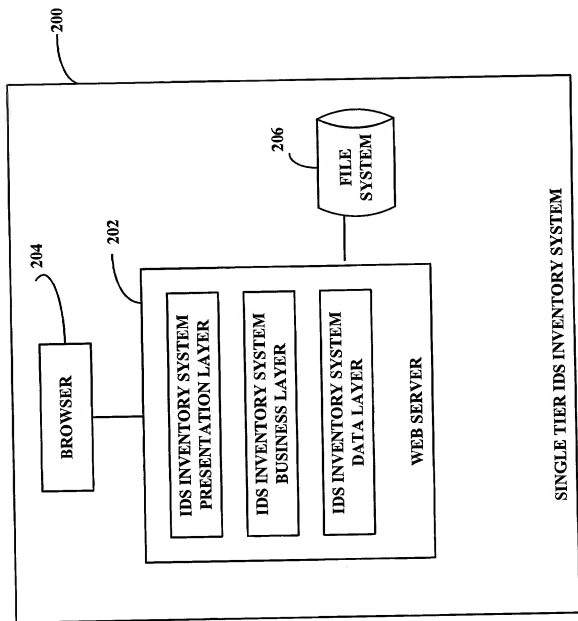 200
204
BROWSER
202
IDS INVENTORY SYSTEM
PRESENTATION LAYER
IDS INVENTORY SYSTEM
BUSINESS LAYER
IDS INVENTORY SYSTEM
DATA LAYER
WEB SERVER
206
FILE
SYSTEM
SINGLE TIER IDS INVENTORY SYSTEM